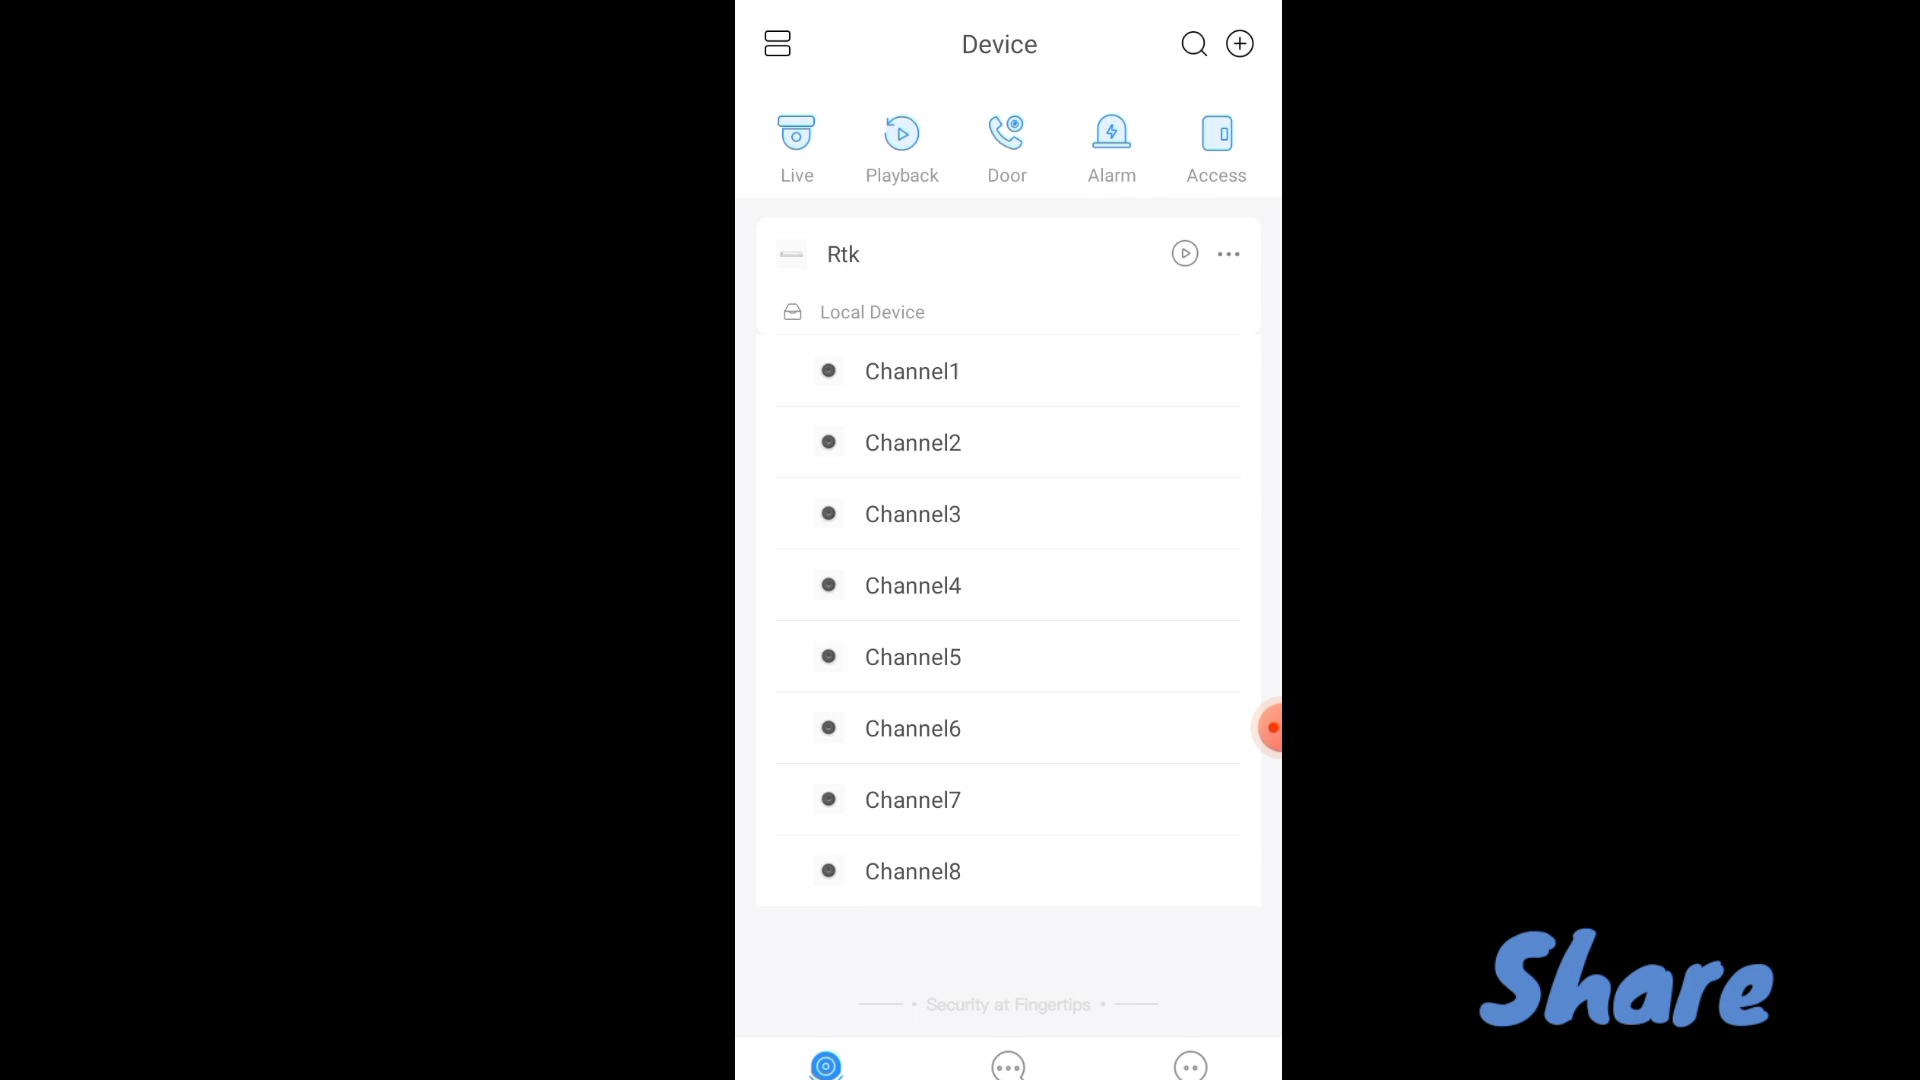 Device
Live Playback Door Alarm Access
Rtk
Local Device
Channel1
Channel2
Channel3
Channel4
Channel5
Channel6
Channel7
Channel8
Security at Fingertips
Share